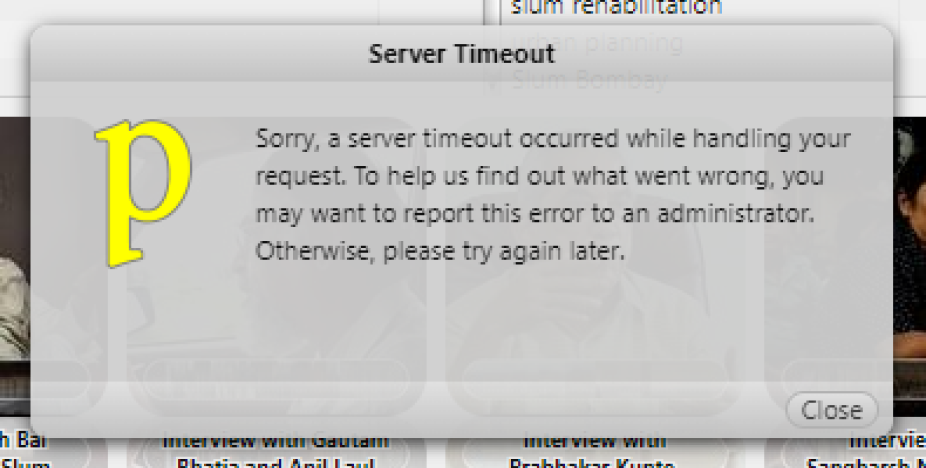 slum rehabilitation
urban planning
Slum Bombay
Server Timeout
p
Sorry, a server timeout occurred while handling your
request. To help us find out what went wrong, you
may want to report this error to an administrator.
Otherwise, please try again later.
Close
h Bai
Slum
Interview with Gautam
Bhatia and Anil Laul
Interview with
Prabhakar Kunte
Intervie
Sangharsh